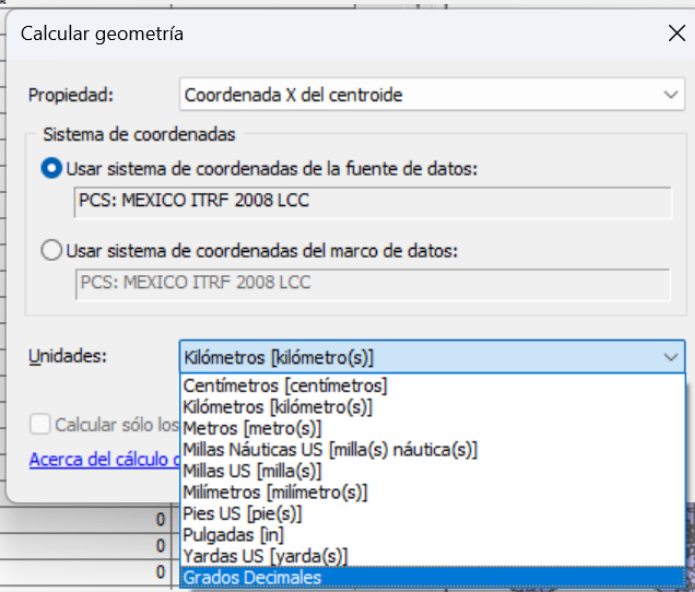 Calcular geometría
Propiedad:
Coordenada X del centroide
Sistema de coordenadas
Usar sistema de coordenadas de la fuente de datos:
PCS: MEXICO ITRF 2008 LCC
Usar sistema de coordenadas del marco de datos:
PCS: MEXICO ITRF 2008 LCC
Unidades:
Kilómetros [kilómetro(s)]
Centímetros [centímetros]
Kilómetros [kilómetro(s)]
Metros [metro(s)]
Millas Náuticas US [milla(s) náutica(s)]
Millas US [milla(s)]
Milímetros [milímetro(s)]
Pies US [pie(s)]
Pulgadas [in]
Yardas US [yarda(s)]
Grados Decimales
Calcular sólo los
Acerca del cálculo
0
0
0